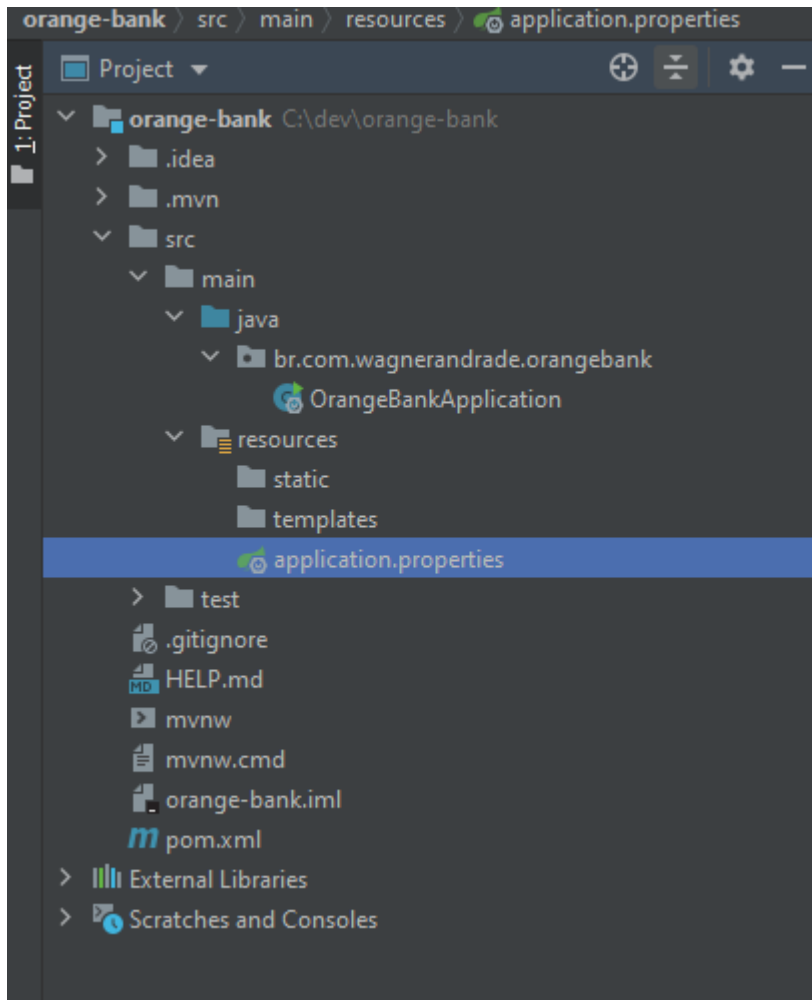 orange-bank 〉 src 〉 main 〉 resources 〉 application.properties
1: Project
Project
orange-bank C:\dev\orange-bank
.idea
.mvn
src
main
java
br.com.wagnerandrade.orangebank
OrangeBankApplication
resources
static
templates
application.properties
test
.gitignore
MD HELP.md
mvnw
mvnw.cmd
orange-bank.iml
m pom.xml
External Libraries
Scratches and Consoles